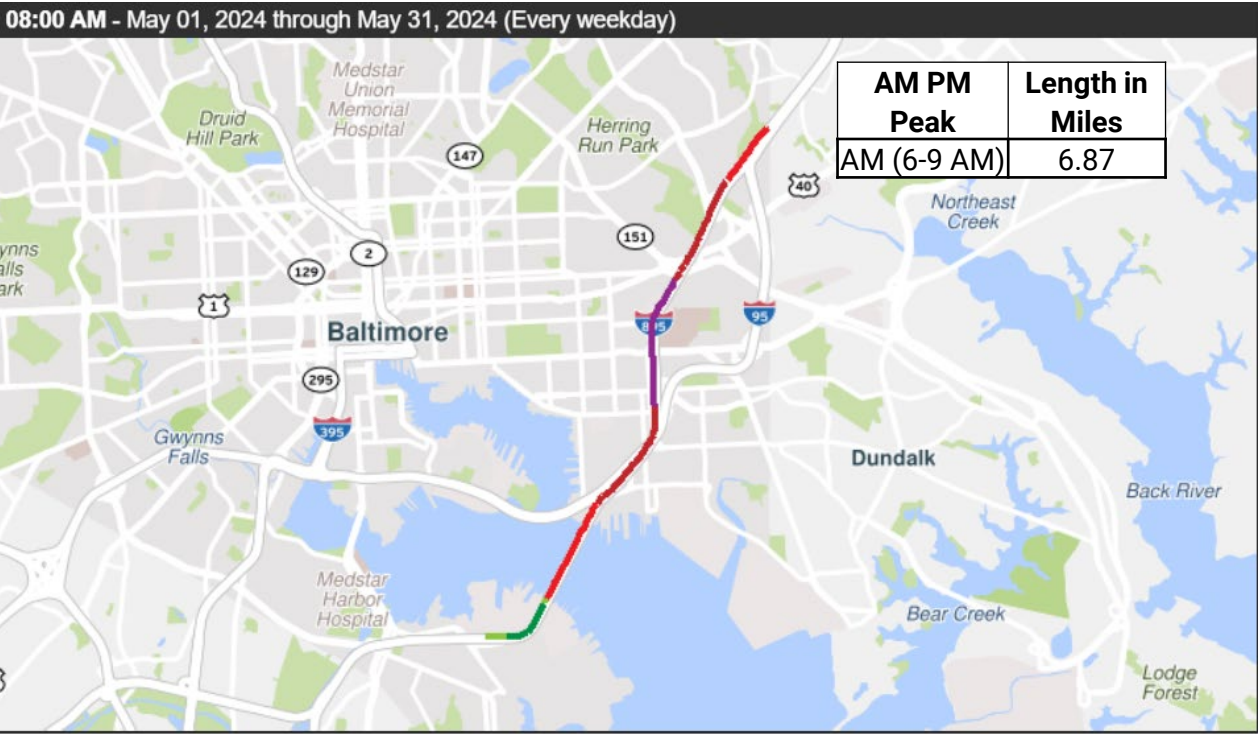 08:00 AM - May 01, 2024 through May 31, 2024 (Every weekday)
AM PM
Peak
Length in
Miles
AM (6-9 AM)
6.87
Medstar
Union
Memorial
Hospital
Druid
Hill Park
Herring
Run Park
147
40
Northeast
Creek
151
ynns
alls
ark
2
129
1
95
Baltimore
295
395
Gwynns
Falls
Dundalk
Back River
Medstar
Harbor
Hospital
Bear Creek
Lodge
Forest